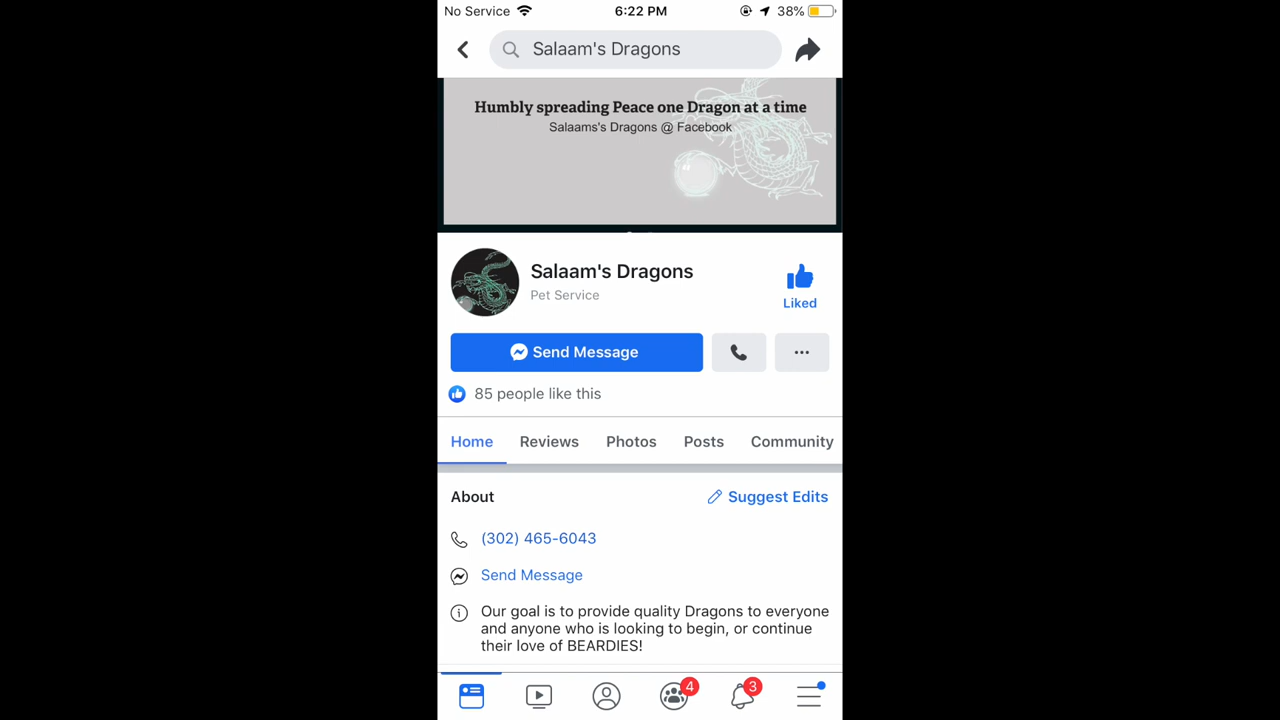 No Service 6:22 PM 38%
Salaam's Dragons
Humbly spreading Peace one Dragon at a time
Salaams's Dragons @ Facebook
Salaam's Dragons
Pet Service
Liked
Send Message
85 people like this
Home Reviews Photos Posts Community
About Suggest Edits
(302) 465-6043
Send Message
Our goal is to provide quality Dragons to everyone
and anyone who is looking to begin, or continue
their love of BEARDIES!
4 3